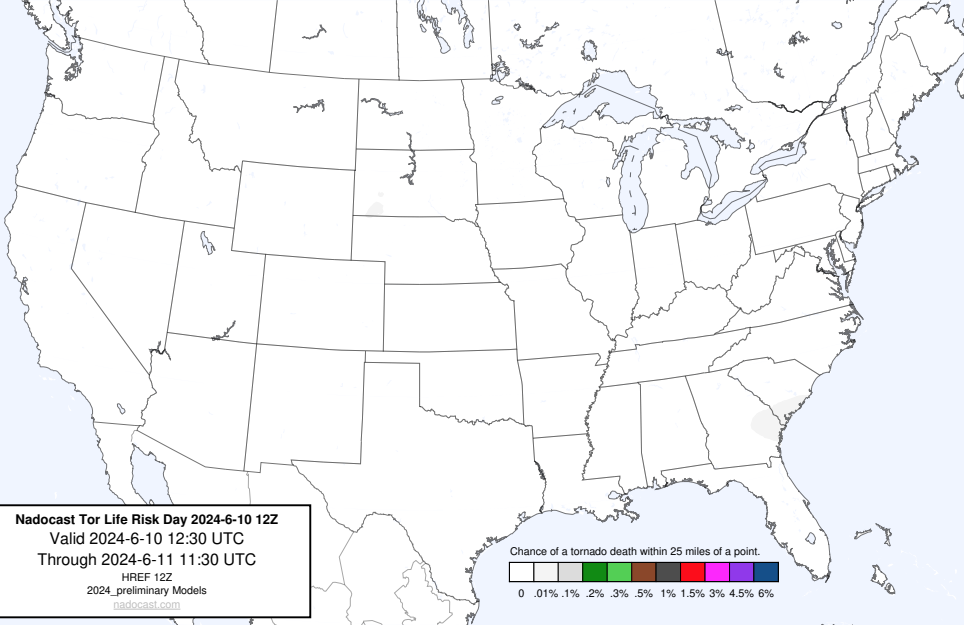 Nadocast Tor Life Risk Day 2024-6-10 12Z
Valid 2024-6-10 12:30 UTC
Through 2024-6-11 11:30 UTC
HREF 12Z
2024_preliminary Models
nadocast.com
Chance of a tornado death within 25 miles of a point.
0 .01% .1% .2% .3% .5% 1% 1.5% 3% 4.5% 6%